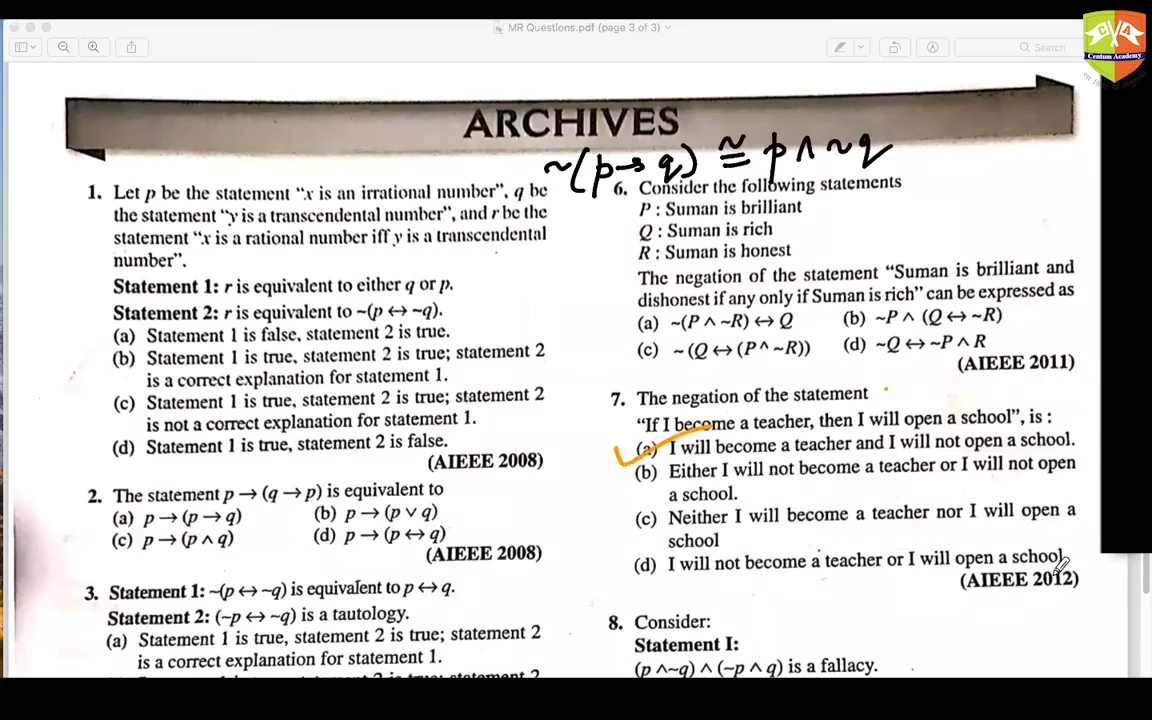 MR Questions.pdf (page 3 of 3)
Search
Centum Academy
ARCHIVES
~(p→q) ≅ p∧~q
1. Let p be the statement "x is an irrational number", q be
the statement "y is a transcendental number", and r be the
statement "x is a rational number iff y is a transcendental
number".
Statement 1: r is equivalent to either q or p.
Statement 2: r is equivalent to ~(p ↔ ~q).
(a) Statement 1 is false, statement 2 is true.
(b) Statement 1 is true, statement 2 is true; statement 2
is a correct explanation for statement 1.
(c) Statement 1 is true, statement 2 is true; statement 2
is not a correct explanation for statement 1.
(d) Statement 1 is true, statement 2 is false.
(AIEEE 2008)
2. The statement p → (q → p) is equivalent to
(a) p → (p → q) (b) p → (p ∨ q)
(c) p → (p ∧ q) (d) p → (p ↔ q)
(AIEEE 2008)
3. Statement 1: ~(p ↔ ~q) is equivalent to p ↔ q.
Statement 2: (~p ↔ ~q) is a tautology.
(a) Statement 1 is true, statement 2 is true; statement 2
is a correct explanation for statement 1.
6. Consider the following statements
P : Suman is brilliant
Q : Suman is rich
R : Suman is honest
The negation of the statement "Suman is brilliant and
dishonest if any only if Suman is rich" can be expressed as
(a) ~(P ∧ ~R) ↔ Q (b) ~P ∧ (Q ↔ ~R)
(c) ~ (Q ↔ (P ^ ~R)) (d) ~Q ↔ ~P ∧ R
(AIEEE 2011)
7. The negation of the statement
"If I become a teacher, then I will open a school", is :
(a) I will become a teacher and I will not open a school.
(b) Either I will not become a teacher or I will not open
a school.
(c) Neither I will become a teacher nor I will open a
school
(d) I will not become a teacher or I will open a school
(AIEEE 2012)
8. Consider:
Statement I:
(p ∧ ~q) ∧ (~p ∧ q) is a fallacy.